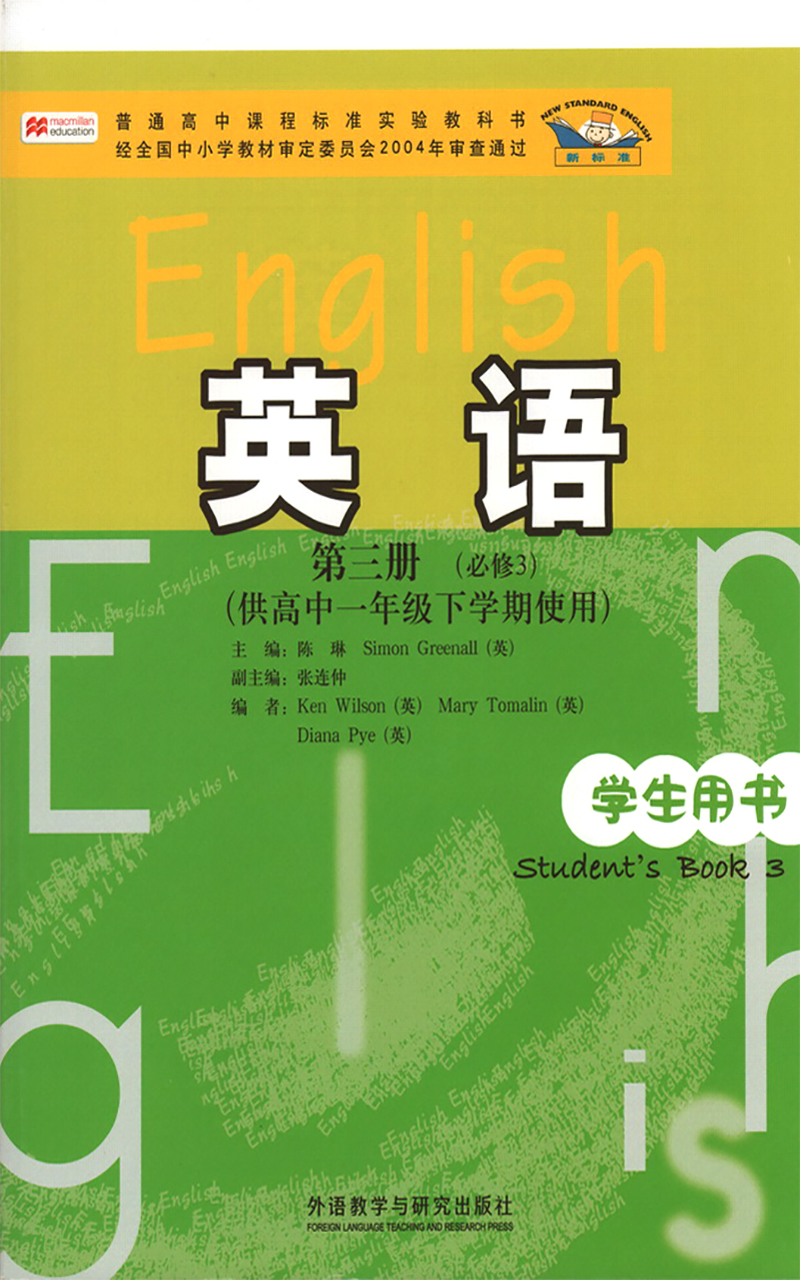 macmillan
education
普通高中课程标准实验教科书
经全国中小学教材审定委员会2004年审查通过
NEW STANDARD ENGLISH
新标准
English
英语
第三册 (必修3)
(供高中一年级下学期使用)
主 编：陈 琳 Simon Greenall (英)
副主编：张连仲
编 者：Ken Wilson (英) Mary Tomalin (英)
Diana Pye (英)
学生用书
Student's Book 3
English
外语教学与研究出版社
FOREIGN LANGUAGE TEACHING AND RESEARCH PRESS